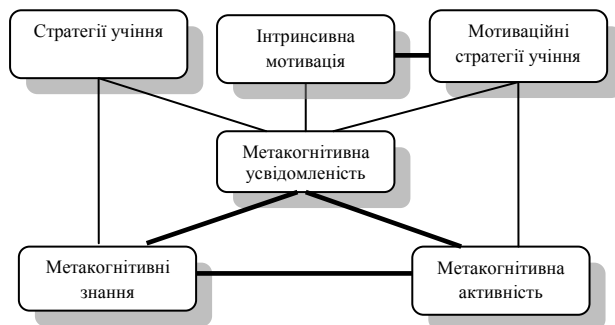 Стратегії учіння
Інтринсивна
мотивація
Мотиваційні
стратегії учіння
Метакогнітивна
усвідомленість
Метакогнітивні
знання
Метакогнітивна
активність